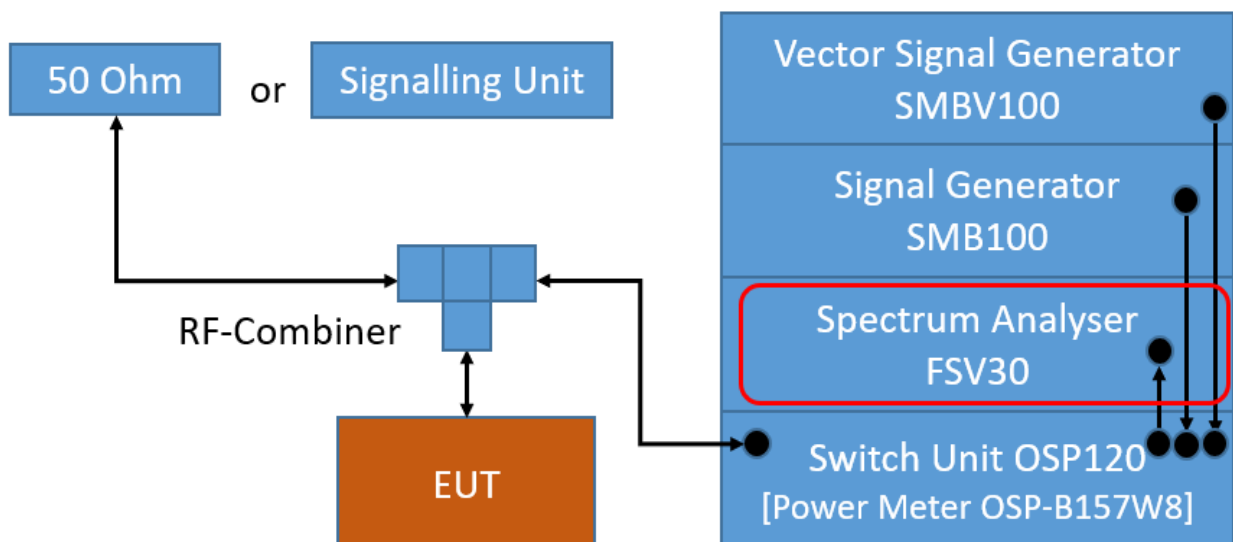 50 Ohm
or
Signalling Unit
RF-Combiner
EUT
Vector Signal Generator
SMBV100
Signal Generator
SMB100
Spectrum Analyser
FSV30
Switch Unit OSP120
[Power Meter OSP-B157W8]